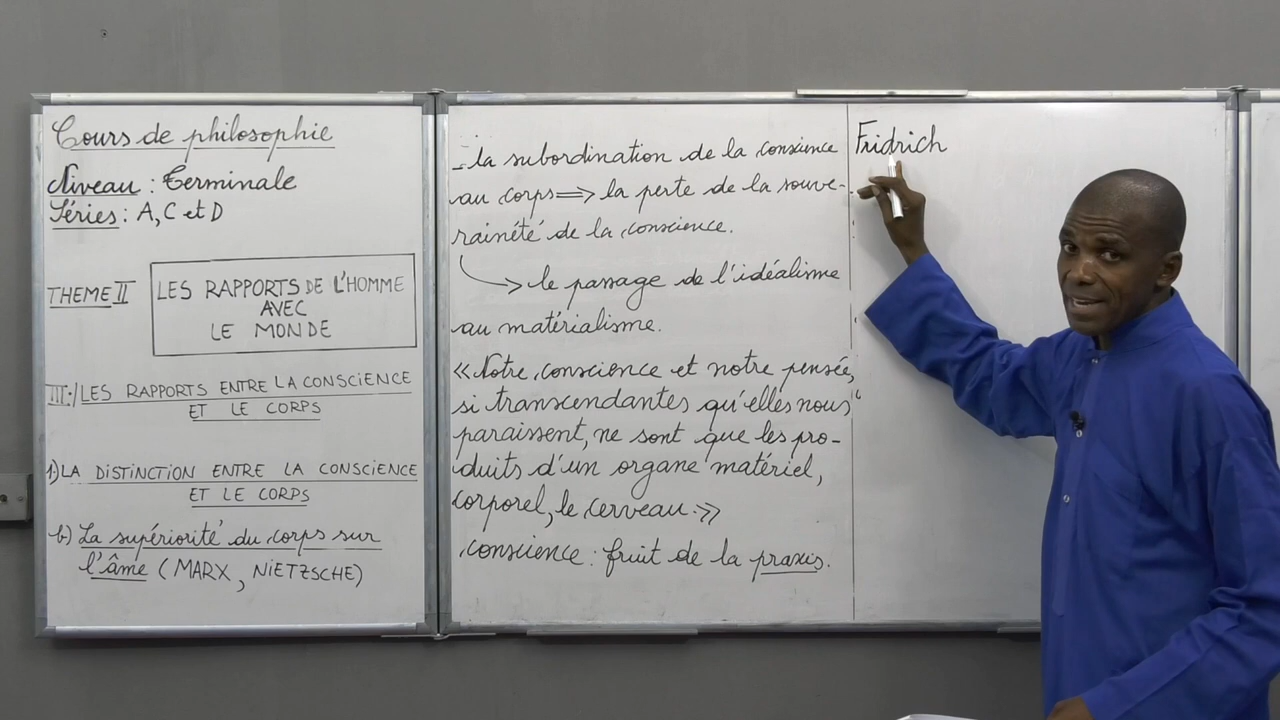 Cours de philosophie
Niveau : Terminale
Séries : A, C et D
THEME II
LES RAPPORTS DE L'HOMME
AVEC
LE MONDE
III:/ LES RAPPORTS ENTRE LA CONSCIENCE
ET LE CORPS
1) LA DISTINCTION ENTRE LA CONSCIENCE
ET LE CORPS
b) La supériorité du corps sur
l'âme (MARX, NIETZSCHE)
- la subordination de la conscience
au corps ⟹ la perte de la souve-
raineté de la conscience.
→ le passage de l'idéalisme
au matérialisme.
« Notre conscience et notre pensée,
si transcendantes qu'elles nous
paraissent, ne sont que les pro-
duits d'un organe matériel,
corporel, le cerveau. »
conscience : fruit de la praxis.
Fridrich